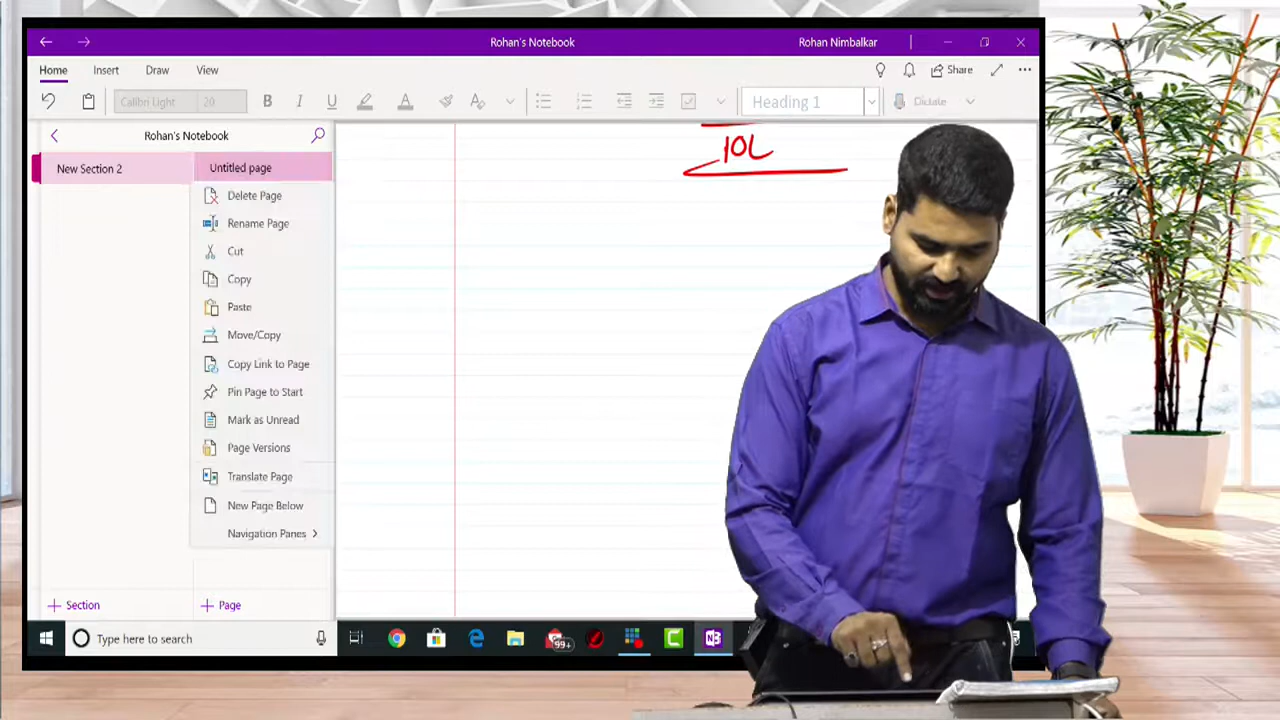 Rohan's Notebook
Rohan Nimbalkar
Home Insert Draw View
Share
Calibri Light 20 B I U A A Heading 1 Dictate
Rohan's Notebook
New Section 2
Untitled page
Delete Page
Rename Page
Cut
Copy
Paste
Move/Copy
Copy Link to Page
Pin Page to Start
Mark as Unread
Page Versions
Translate Page
New Page Below
Navigation Panes
+ Section
+ Page
10L
Type here to search
99+
N